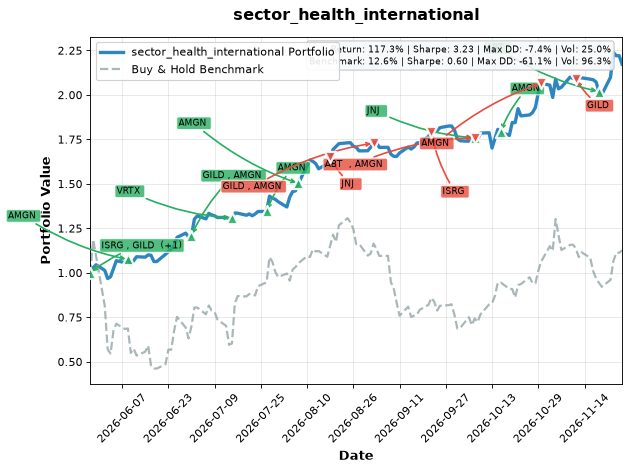 sector_health_international
sector_health_international Portfolio
Buy & Hold Benchmark
eturn: 117.3% | Sharpe: 3.23 | Max DD: -7.4% | Vol: 25.0%
Benchmark: 12.6% | Sharpe: 0.60 | Max DD: -61.1% | Vol: 96.3%
Portfolio Value
2.25
2.00
1.75
1.50
1.25
1.00
0.75
0.50
AMGN
ISRG , GILD (+1)
VRTX
AMGN
GILD , AMGN
GILD , AMGN
AMGN
JNJ
, AMGN
JNJ
AMGN
ISRG
AMGN
GILD
2026-06-07
2026-06-23
2026-07-09
2026-07-25
2026-08-10
2026-08-26
2026-09-11
2026-09-27
2026-10-13
2026-10-29
2026-11-14
Date